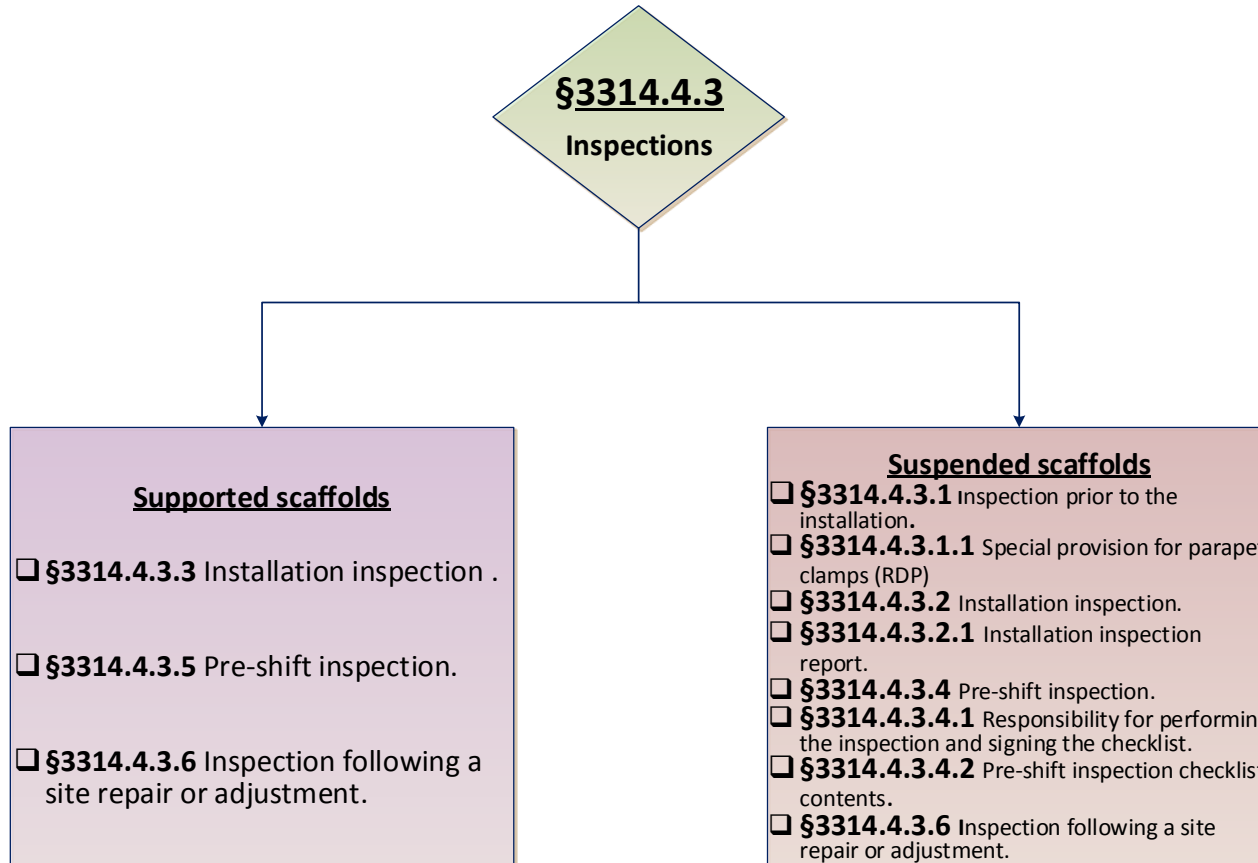 §3314.4.3
Inspections
Supported scaffolds
❑ §3314.4.3.3 Installation inspection .
❑ §3314.4.3.5 Pre-shift inspection.
❑ §3314.4.3.6 Inspection following a
site repair or adjustment.
Suspended scaffolds
❑ §3314.4.3.1 Inspection prior to the
installation.
❑ §3314.4.3.1.1 Special provision for parape
clamps (RDP)
❑ §3314.4.3.2 Installation inspection.
❑ §3314.4.3.2.1 Installation inspection
report.
❑ §3314.4.3.4 Pre-shift inspection.
❑ §3314.4.3.4.1 Responsibility for performin
the inspection and signing the checklist.
❑ §3314.4.3.4.2 Pre-shift inspection checklist
contents.
❑ §3314.4.3.6 Inspection following a site
repair or adjustment.